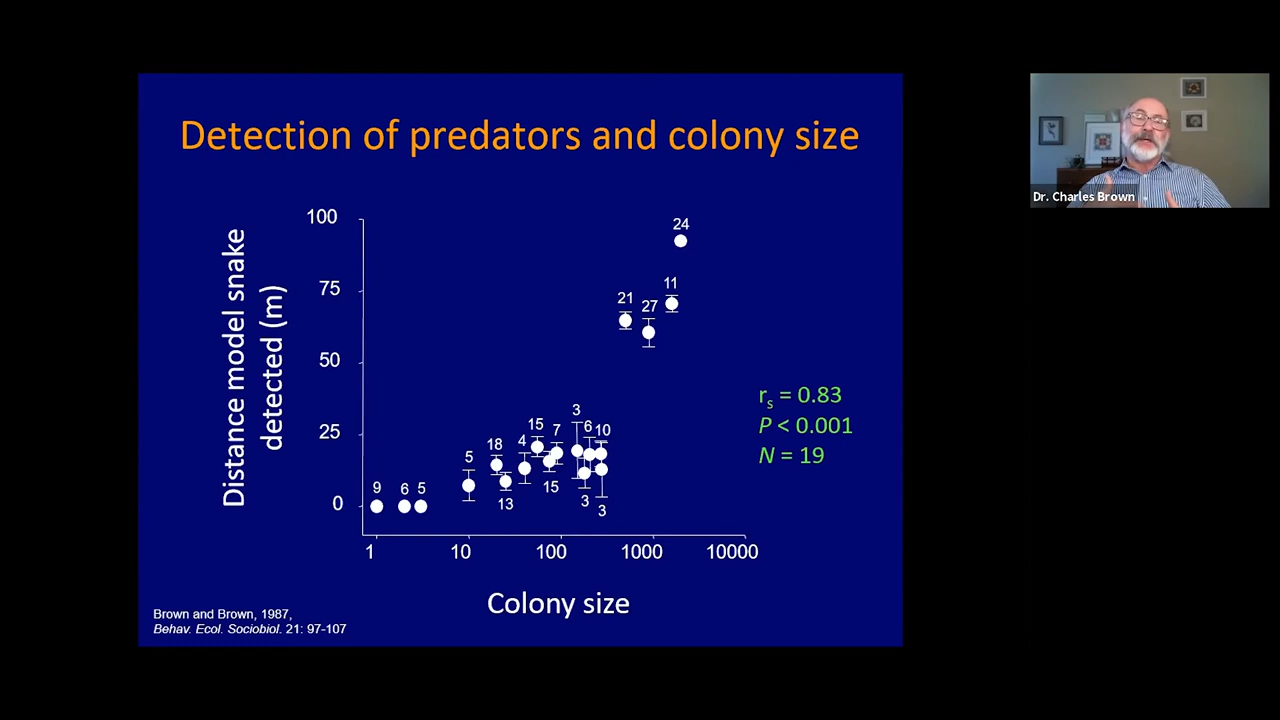 Detection of predators and colony size
Distance model snake
detected (m)
100
75
50
25
0
9
6
5
5
18
13
4
15
15
7
3
3
6
10
3
21
27
11
24
1
10
100
1000
10000
Colony size
rs = 0.83
P < 0.001
N = 19
Brown and Brown, 1987,
Behav. Ecol. Sociobiol. 21: 97-107
Dr. Charles Brown